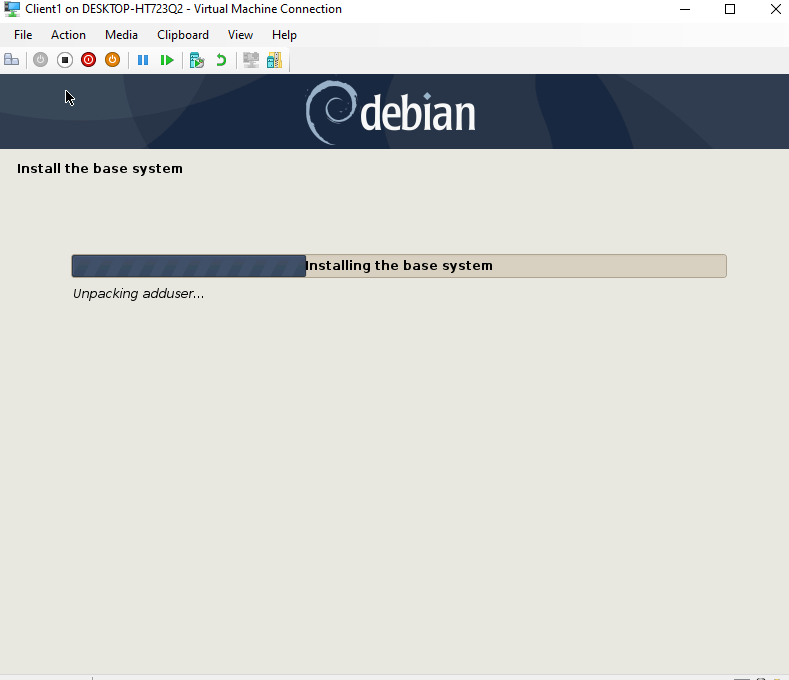 Client1 on DESKTOP-HT723Q2 - Virtual Machine Connection
File Action Media Clipboard View Help
debian
Install the base system
Installing the base system
Unpacking adduser...